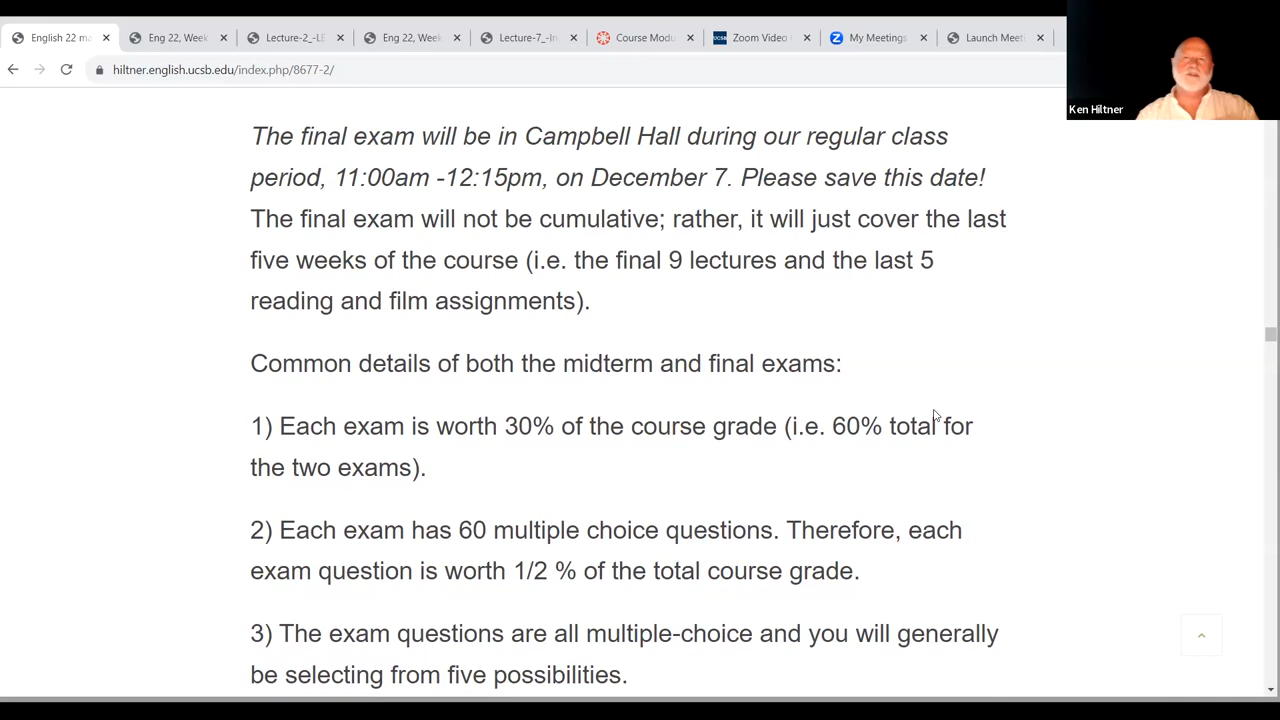 English 22 ma
Eng 22, Week
Lecture-2_-LE
Eng 22, Week
Lecture-7_-In
Course Modu
UCSB
Zoom Video
My Meetings
Launch Meeti
hiltner.english.ucsb.edu/index.php/8677-2/
Ken Hiltner
The final exam will be in Campbell Hall during our regular class
period, 11:00am -12:15pm, on December 7. Please save this date!
The final exam will not be cumulative; rather, it will just cover the last
five weeks of the course (i.e. the final 9 lectures and the last 5
reading and film assignments).
Common details of both the midterm and final exams:
1) Each exam is worth 30% of the course grade (i.e. 60% total for
the two exams).
2) Each exam has 60 multiple choice questions. Therefore, each
exam question is worth 1/2 % of the total course grade.
3) The exam questions are all multiple-choice and you will generally
be selecting from five possibilities.